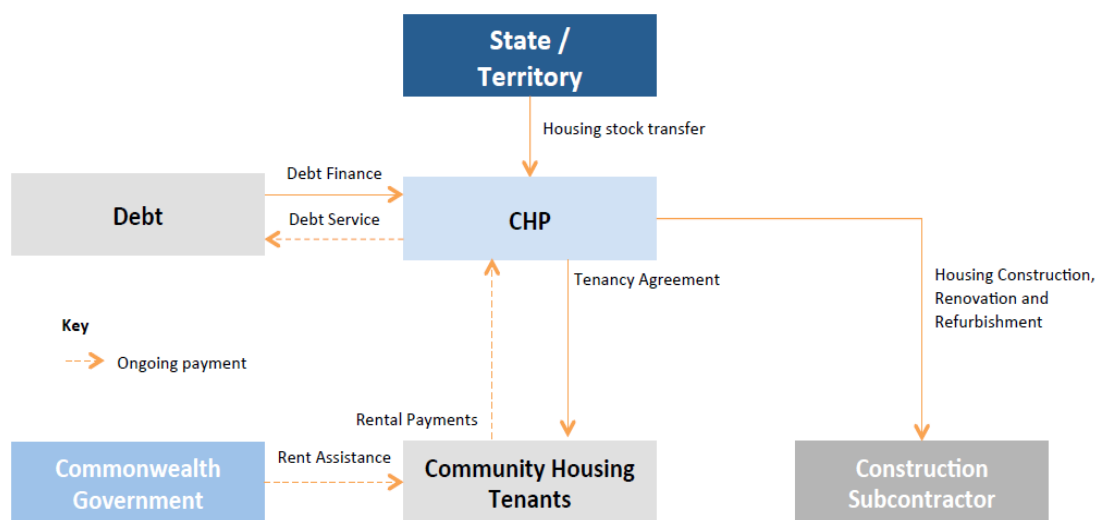 State /
Territory
Housing stock transfer
Debt Finance
Debt
CHP
Debt Service
Tenancy Agreement
Housing Construction,
Renovation and
Refurbishment
Key
Ongoing payment
Rental Payments
Commonwealth
Government
Rent Assistance
Community Housing
Tenants
Construction
Subcontractor